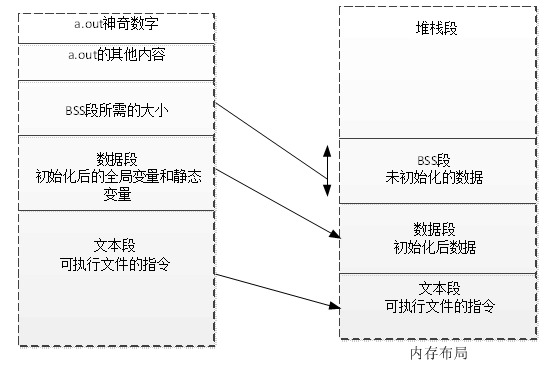 a.out神奇数字
a.out的其他内容
BSS段所需的大小
数据段
初始化后的全局变量和静态
变量
文本段
可执行文件的指令
堆栈段
BSS段
未初始化的数据
数据段
初始化后数据
文本段
可执行文件的指令
内存布局